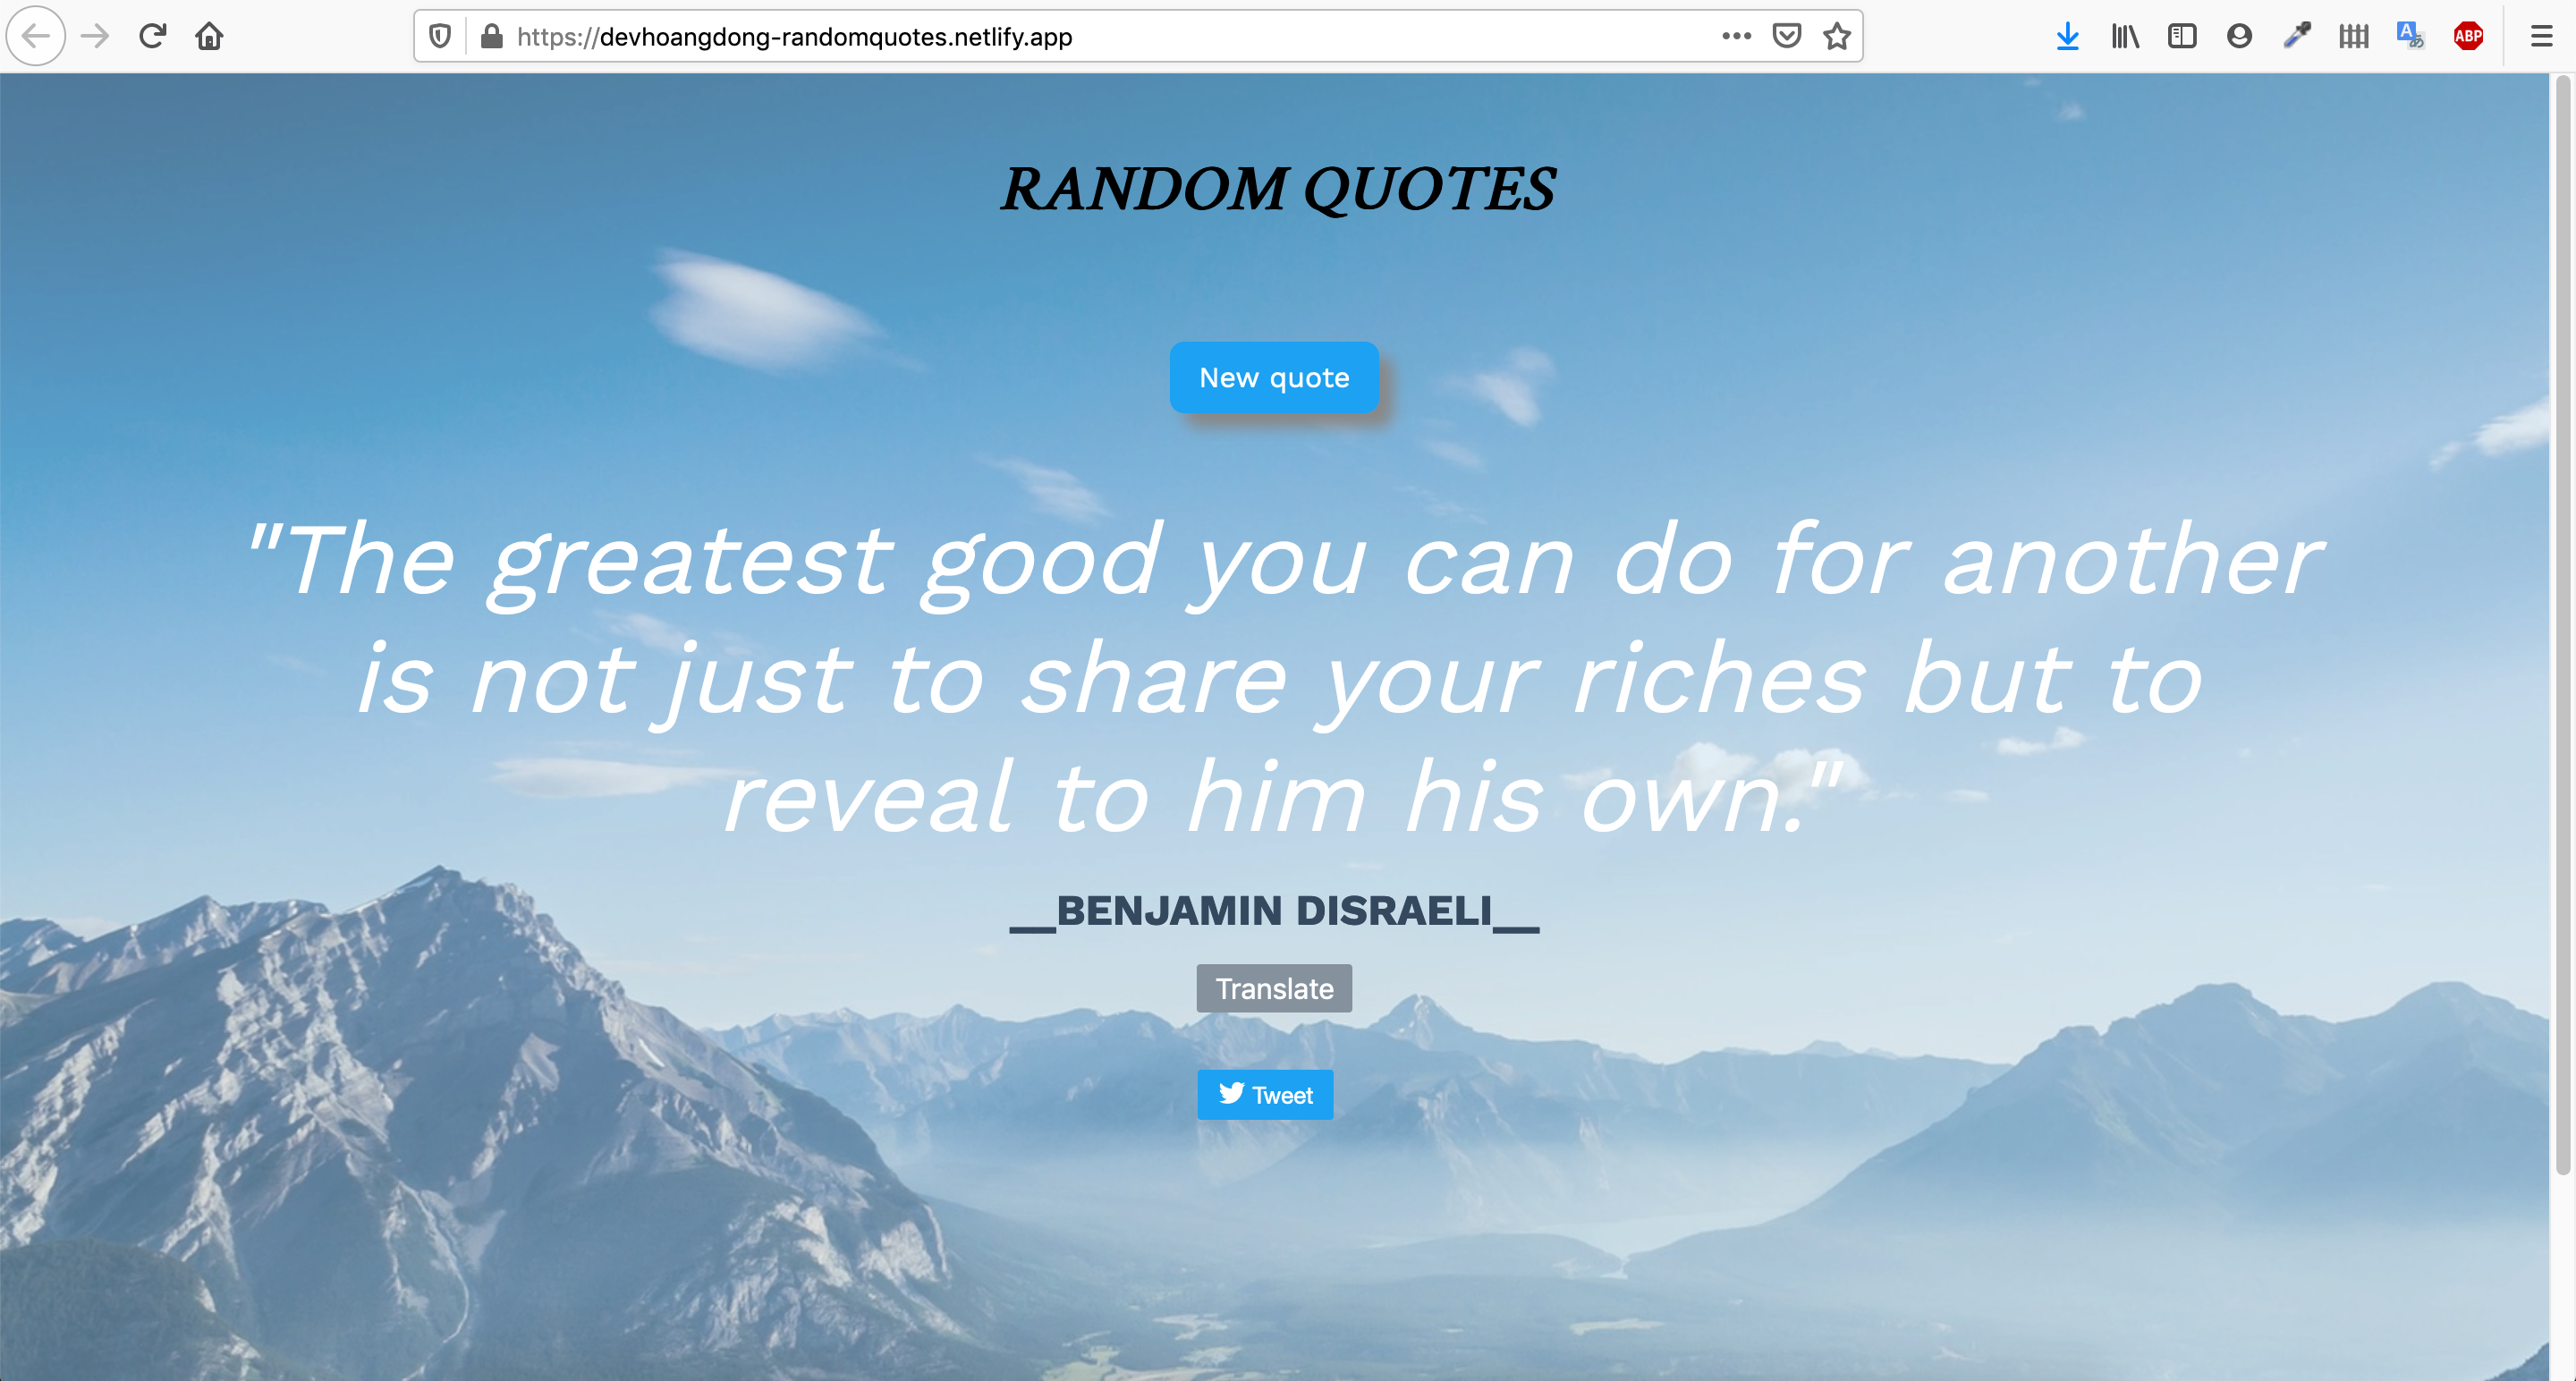 https://devhoangdong-randomquotes.netlify.app
ABP
RANDOM QUOTES
New quote
"The greatest good you can do for another
is not just to share your riches but to
reveal to him his own."
__BENJAMIN DISRAELI__
Translate
Tweet